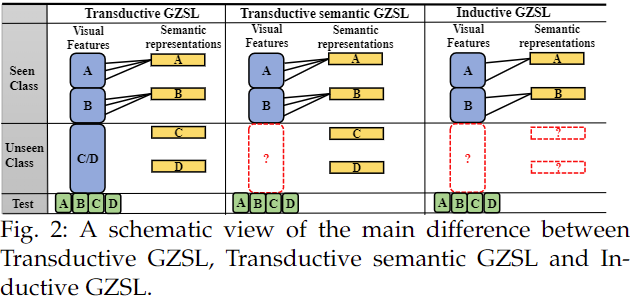 Transductive GZSL Transductive semantic GZSL Inductive GZSL
Visual Features Semantic representations Visual Features Semantic representations Visual Features Semantic representations
Seen Class
A A A A A A
B B B B B B
Unseen Class
C/D C ? C ? ?
D D ?
Test A B C D A B C D A B C D
Fig. 2: A schematic view of the main difference between
Transductive GZSL, Transductive semantic GZSL and In-
ductive GZSL.